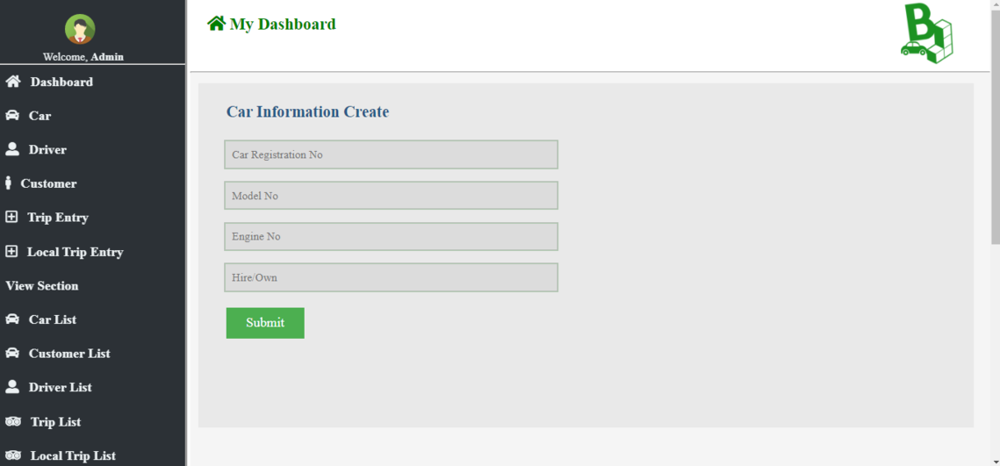 Welcome, Admin
Dashboard
Car
Driver
Customer
Trip Entry
Local Trip Entry
View Section
Car List
Customer List
Driver List
Trip List
Local Trip List
My Dashboard
B
Car Information Create
Car Registration No
Model No
Engine No
Hire/Own
Submit